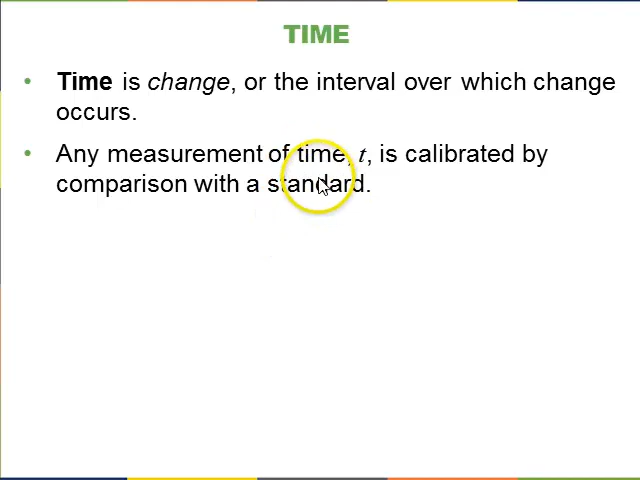 TIME
• Time is change, or the interval over which change
occurs.
• Any measurement of time, t, is calibrated by
comparison with a standard.